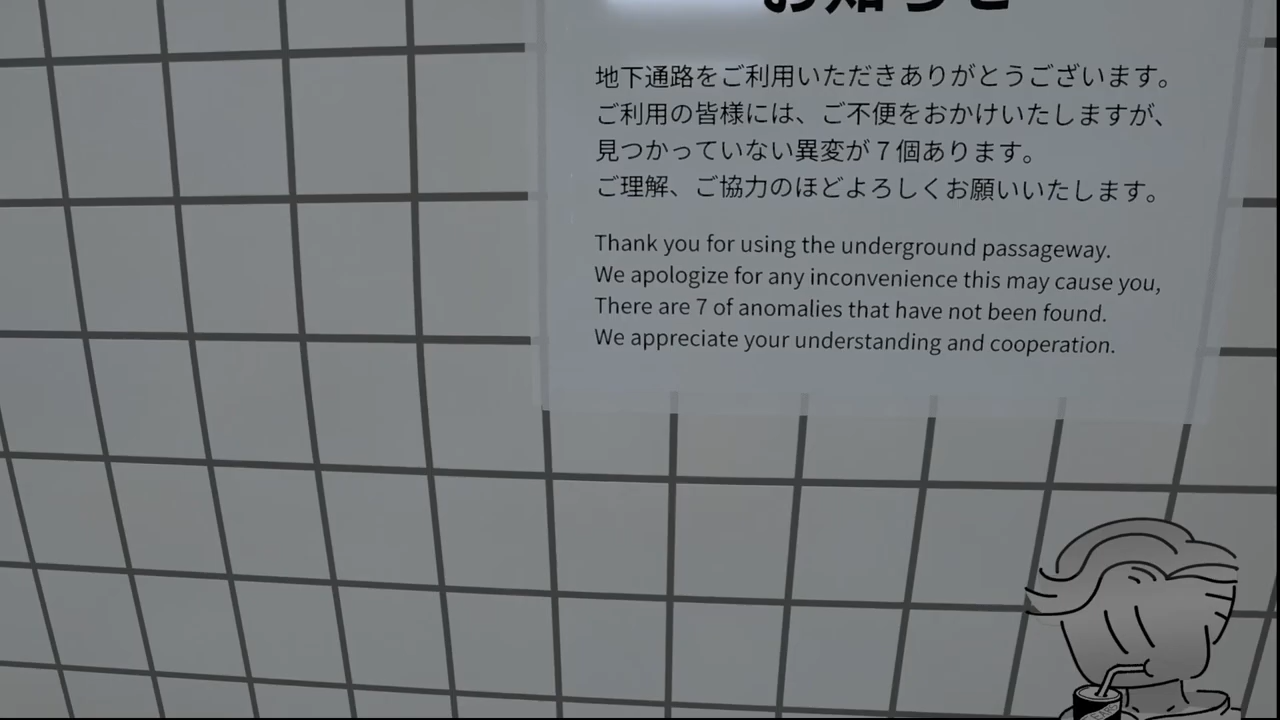 お知らせ
地下通路をご利用いただきありがとうございます。
ご利用の皆様には、ご不便をおかけいたしますが、
見つかっていない異変が7個あります。
ご理解、ご協力のほどよろしくお願いいたします。
Thank you for using the underground passageway.
We apologize for any inconvenience this may cause you,
There are 7 of anomalies that have not been found.
We appreciate your understanding and cooperation.